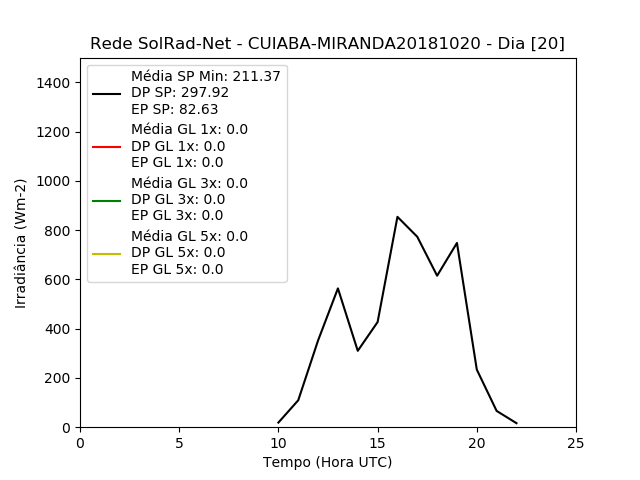 Rede SolRad-Net - CUIABA-MIRANDA20181020 - Dia [20]
Média SP Min: 211.37
DP SP: 297.92
EP SP: 82.63
Média GL 1x: 0.0
DP GL 1x: 0.0
EP GL 1x: 0.0
Média GL 3x: 0.0
DP GL 3x: 0.0
EP GL 3x: 0.0
Média GL 5x: 0.0
DP GL 5x: 0.0
EP GL 5x: 0.0
Irradiância (Wm-2)
1400
1200
1000
800
600
400
200
0
0 5 10 15 20 25
Tempo (Hora UTC)